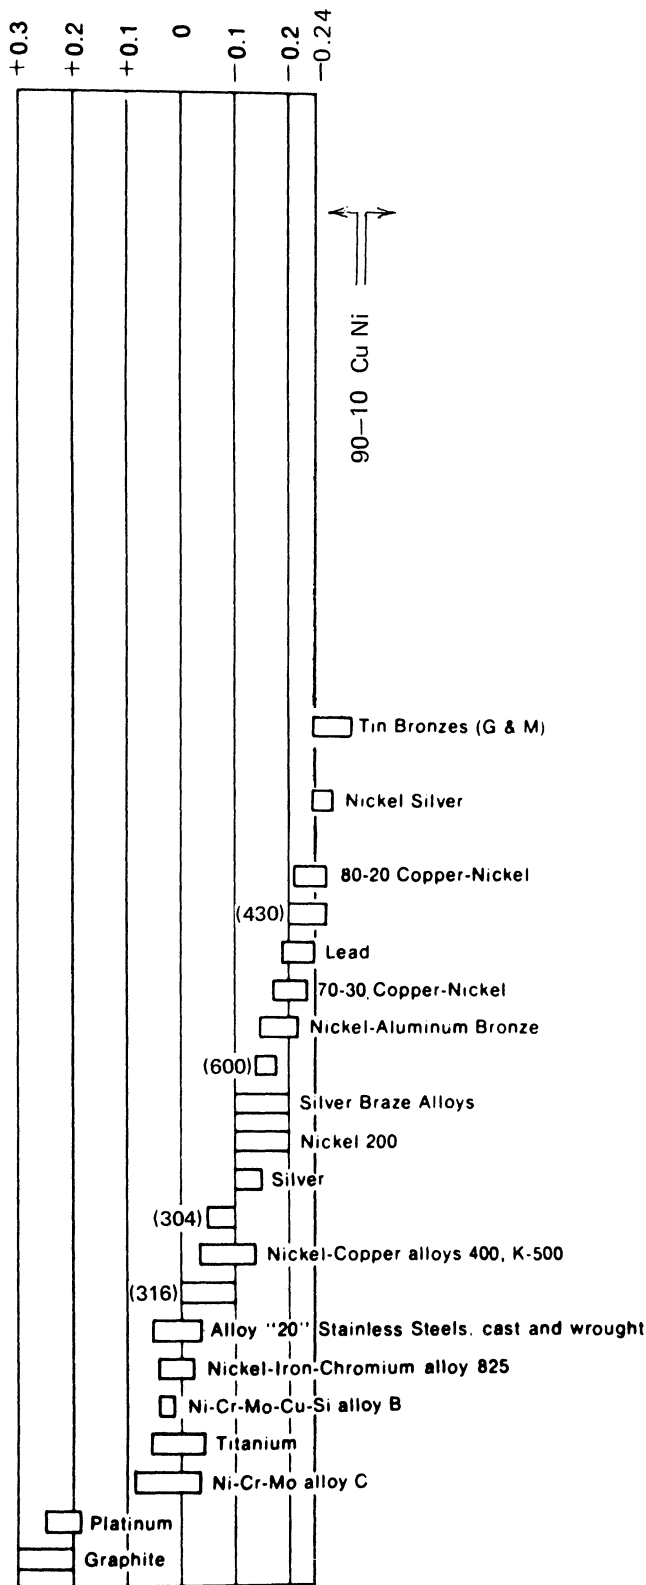 +0.3
+0.2
+0.1
0
-0.1
-0.2
-0.24
90-10 Cu Ni
Tin Bronzes (G & M)
Nickel Silver
80-20 Copper-Nickel
(430)
Lead
70-30 Copper-Nickel
Nickel-Aluminum Bronze
(600)
Silver Braze Alloys
Nickel 200
Silver
(304)
Nickel-Copper alloys 400, K-500
(316)
Alloy "20" Stainless Steels. cast and wrought
Nickel-Iron-Chromium alloy 825
Ni-Cr-Mo-Cu-Si alloy B
Titanium
Ni-Cr-Mo alloy C
Platinum
Graphite